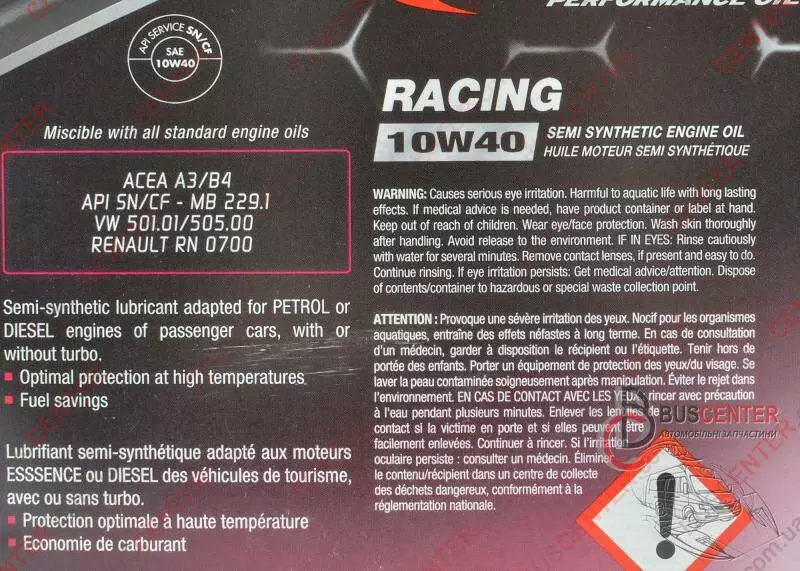 PERFORMANCE OIL
API SERVICE SN/CF
SAE
10W40
Miscible with all standard engine oils
ACEA A3/B4
API SN/CF - MB 229.1
VW 501.01/505.00
RENAULT RN 0700
Semi-synthetic lubricant adapted for PETROL or
DIESEL engines of passenger cars, with or
without turbo.
Optimal protection at high temperatures
Fuel savings
Lubrifiant semi-synthétique adapté aux moteurs
ESSSENCE ou DIESEL des véhicules de tourisme,
avec ou sans turbo.
Protection optimale à haute température
Economie de carburant
RACING
10W40
SEMI SYNTHETIC ENGINE OIL
HUILE MOTEUR SEMI SYNTHÉTIQUE
WARNING: Causes serious eye irritation. Harmful to aquatic life with long lasting
effects. If medical advice is needed, have product container or label at hand.
Keep out of reach of children. Wear eye/face protection. Wash skin thoroughly
after handling. Avoid release to the environment. IF IN EYES: Rinse cautiously
with water for several minutes. Remove contact lenses, if present and easy to do.
Continue rinsing. If eye irritation persists: Get medical advice/attention. Dispose
of contents/container to hazardous or special waste collection point.
ATTENTION : Provoque une sévère irritation des yeux. Nocif pour les organismes
aquatiques, entraîne des effets néfastes à long terme. En cas de consultation
d'un médecin, garder à disposition le récipient ou l'étiquette. Tenir hors de
portée des enfants. Porter un équipement de protection des yeux/du visage. Se
laver la peau contaminée soigneusement après manipulation. Éviter le rejet dans
l'environnement. EN CAS DE CONTACT AVEC LES YEUX: rincer avec précaution
à l'eau pendant plusieurs minutes. Enlever les lentilles de
contact si la victime en porte et si elles peuvent être
facilement enlevées. Continuer à rincer. Si l'irritation
oculaire persiste : consulter un médecin. Éliminer
le contenu/récipient dans un centre de collecte
des déchets dangereux, conformément à la
réglementation nationale.
BUSCENTER
АВТОМОБІЛЬНІ ЗАПЧАСТИНИ